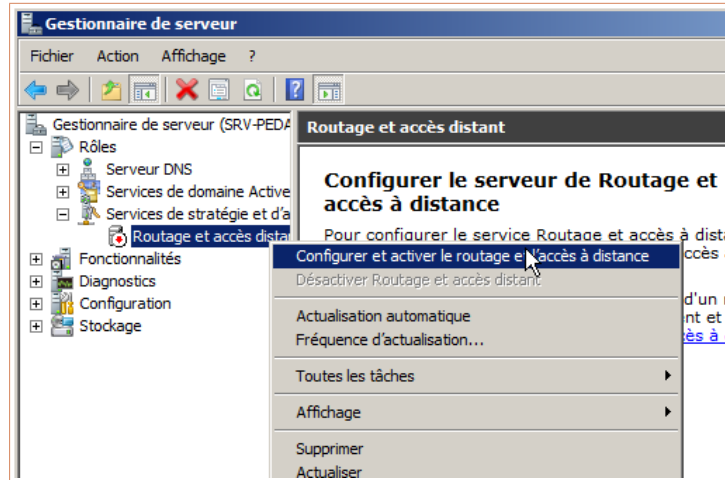 Gestionnaire de serveur
Fichier Action Affichage ?
Gestionnaire de serveur (SRV-PEDA
Rôles
Serveur DNS
Services de domaine Active
Services de stratégie et d'a
Routage et accès distan
Fonctionnalités
Diagnostics
Configuration
Stockage
Routage et accès distant
Configurer le serveur de Routage et
accès à distance
Pour configurer le service Routage et accès à dista
ccès
d'un
nt et
ès à
Configurer et activer le routage et l'accès à distance
Désactiver Routage et accès distant
Actualisation automatique
Fréquence d'actualisation...
Toutes les tâches
Affichage
Supprimer
Actualiser